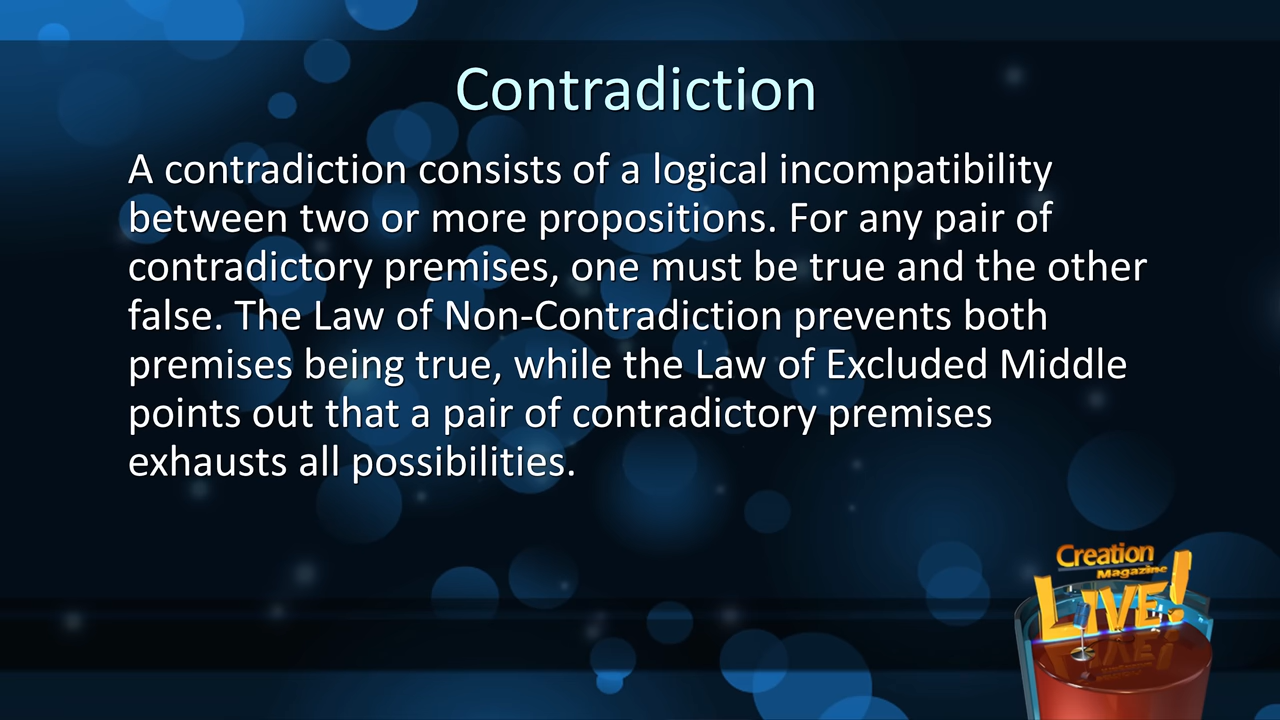 Contradiction
A contradiction consists of a logical incompatibility
between two or more propositions. For any pair of
contradictory premises, one must be true and the other
false. The Law of Non-Contradiction prevents both
premises being true, while the Law of Excluded Middle
points out that a pair of contradictory premises
exhausts all possibilities.
Creation
Magazine
LIVE!